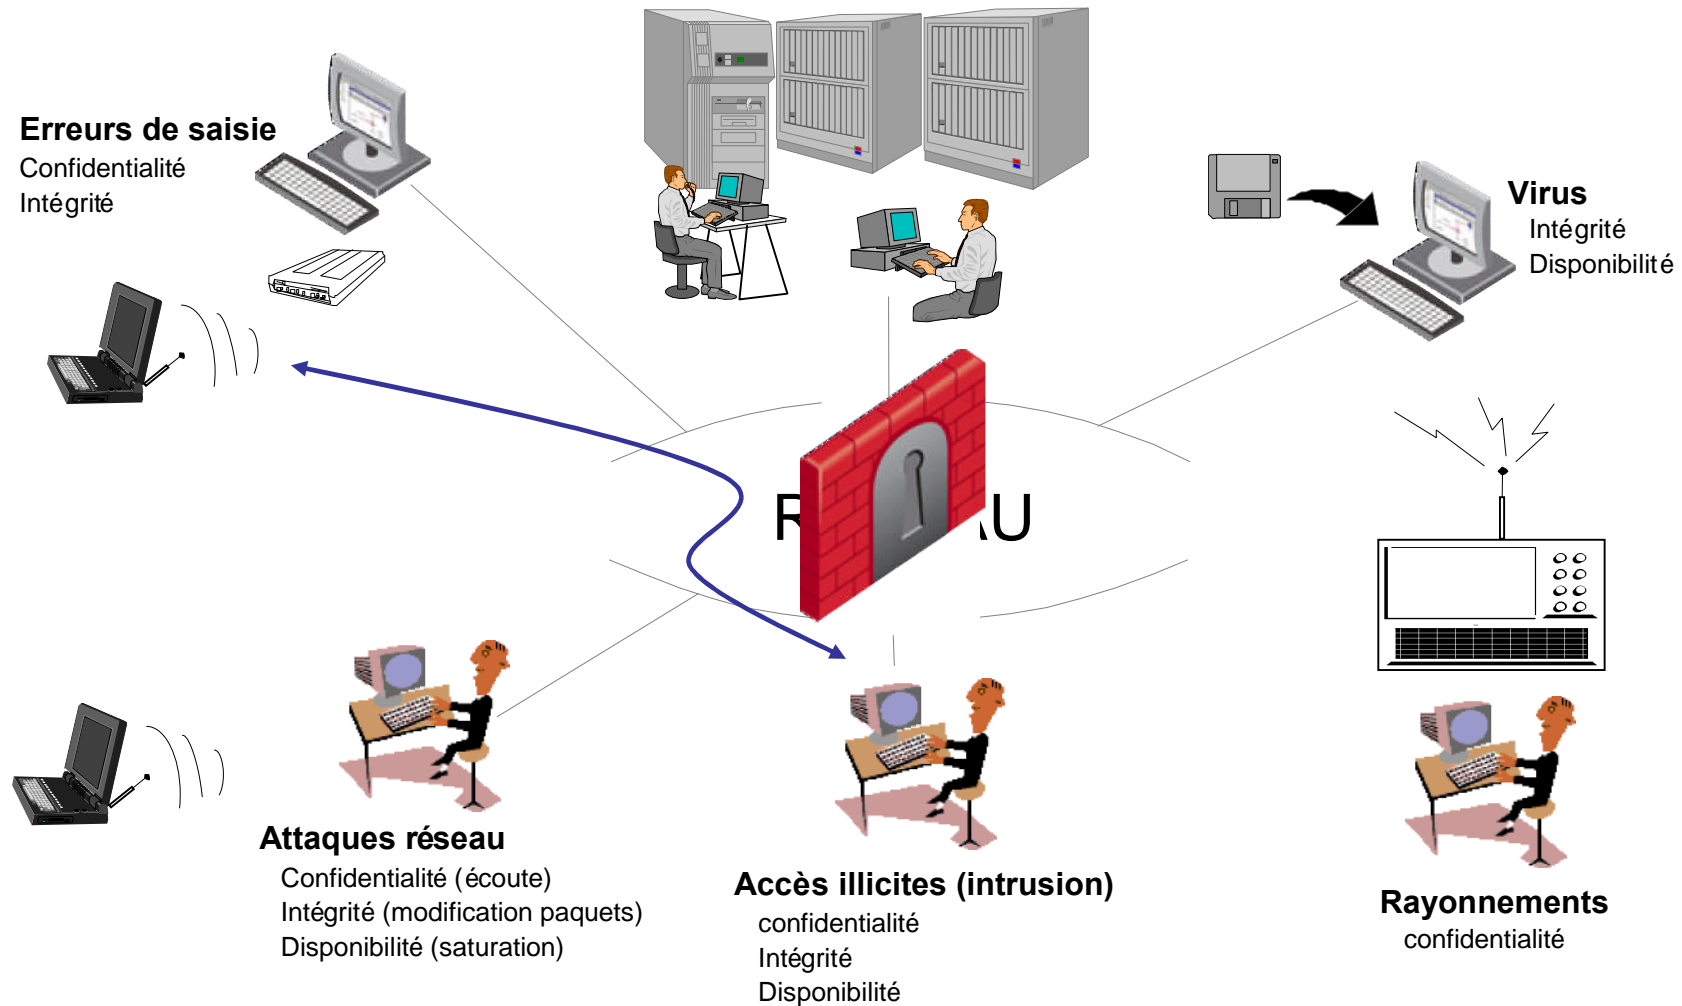 Erreurs de saisie
Confidentialité
Intégrité
Virus
Intégrité
Disponibilité
Attaques réseau
Confidentialité (écoute)
Intégrité (modification paquets)
Disponibilité (saturation)
Accès illicites (intrusion)
confidentialité
Intégrité
Disponibilité
Rayonnements
confidentialité